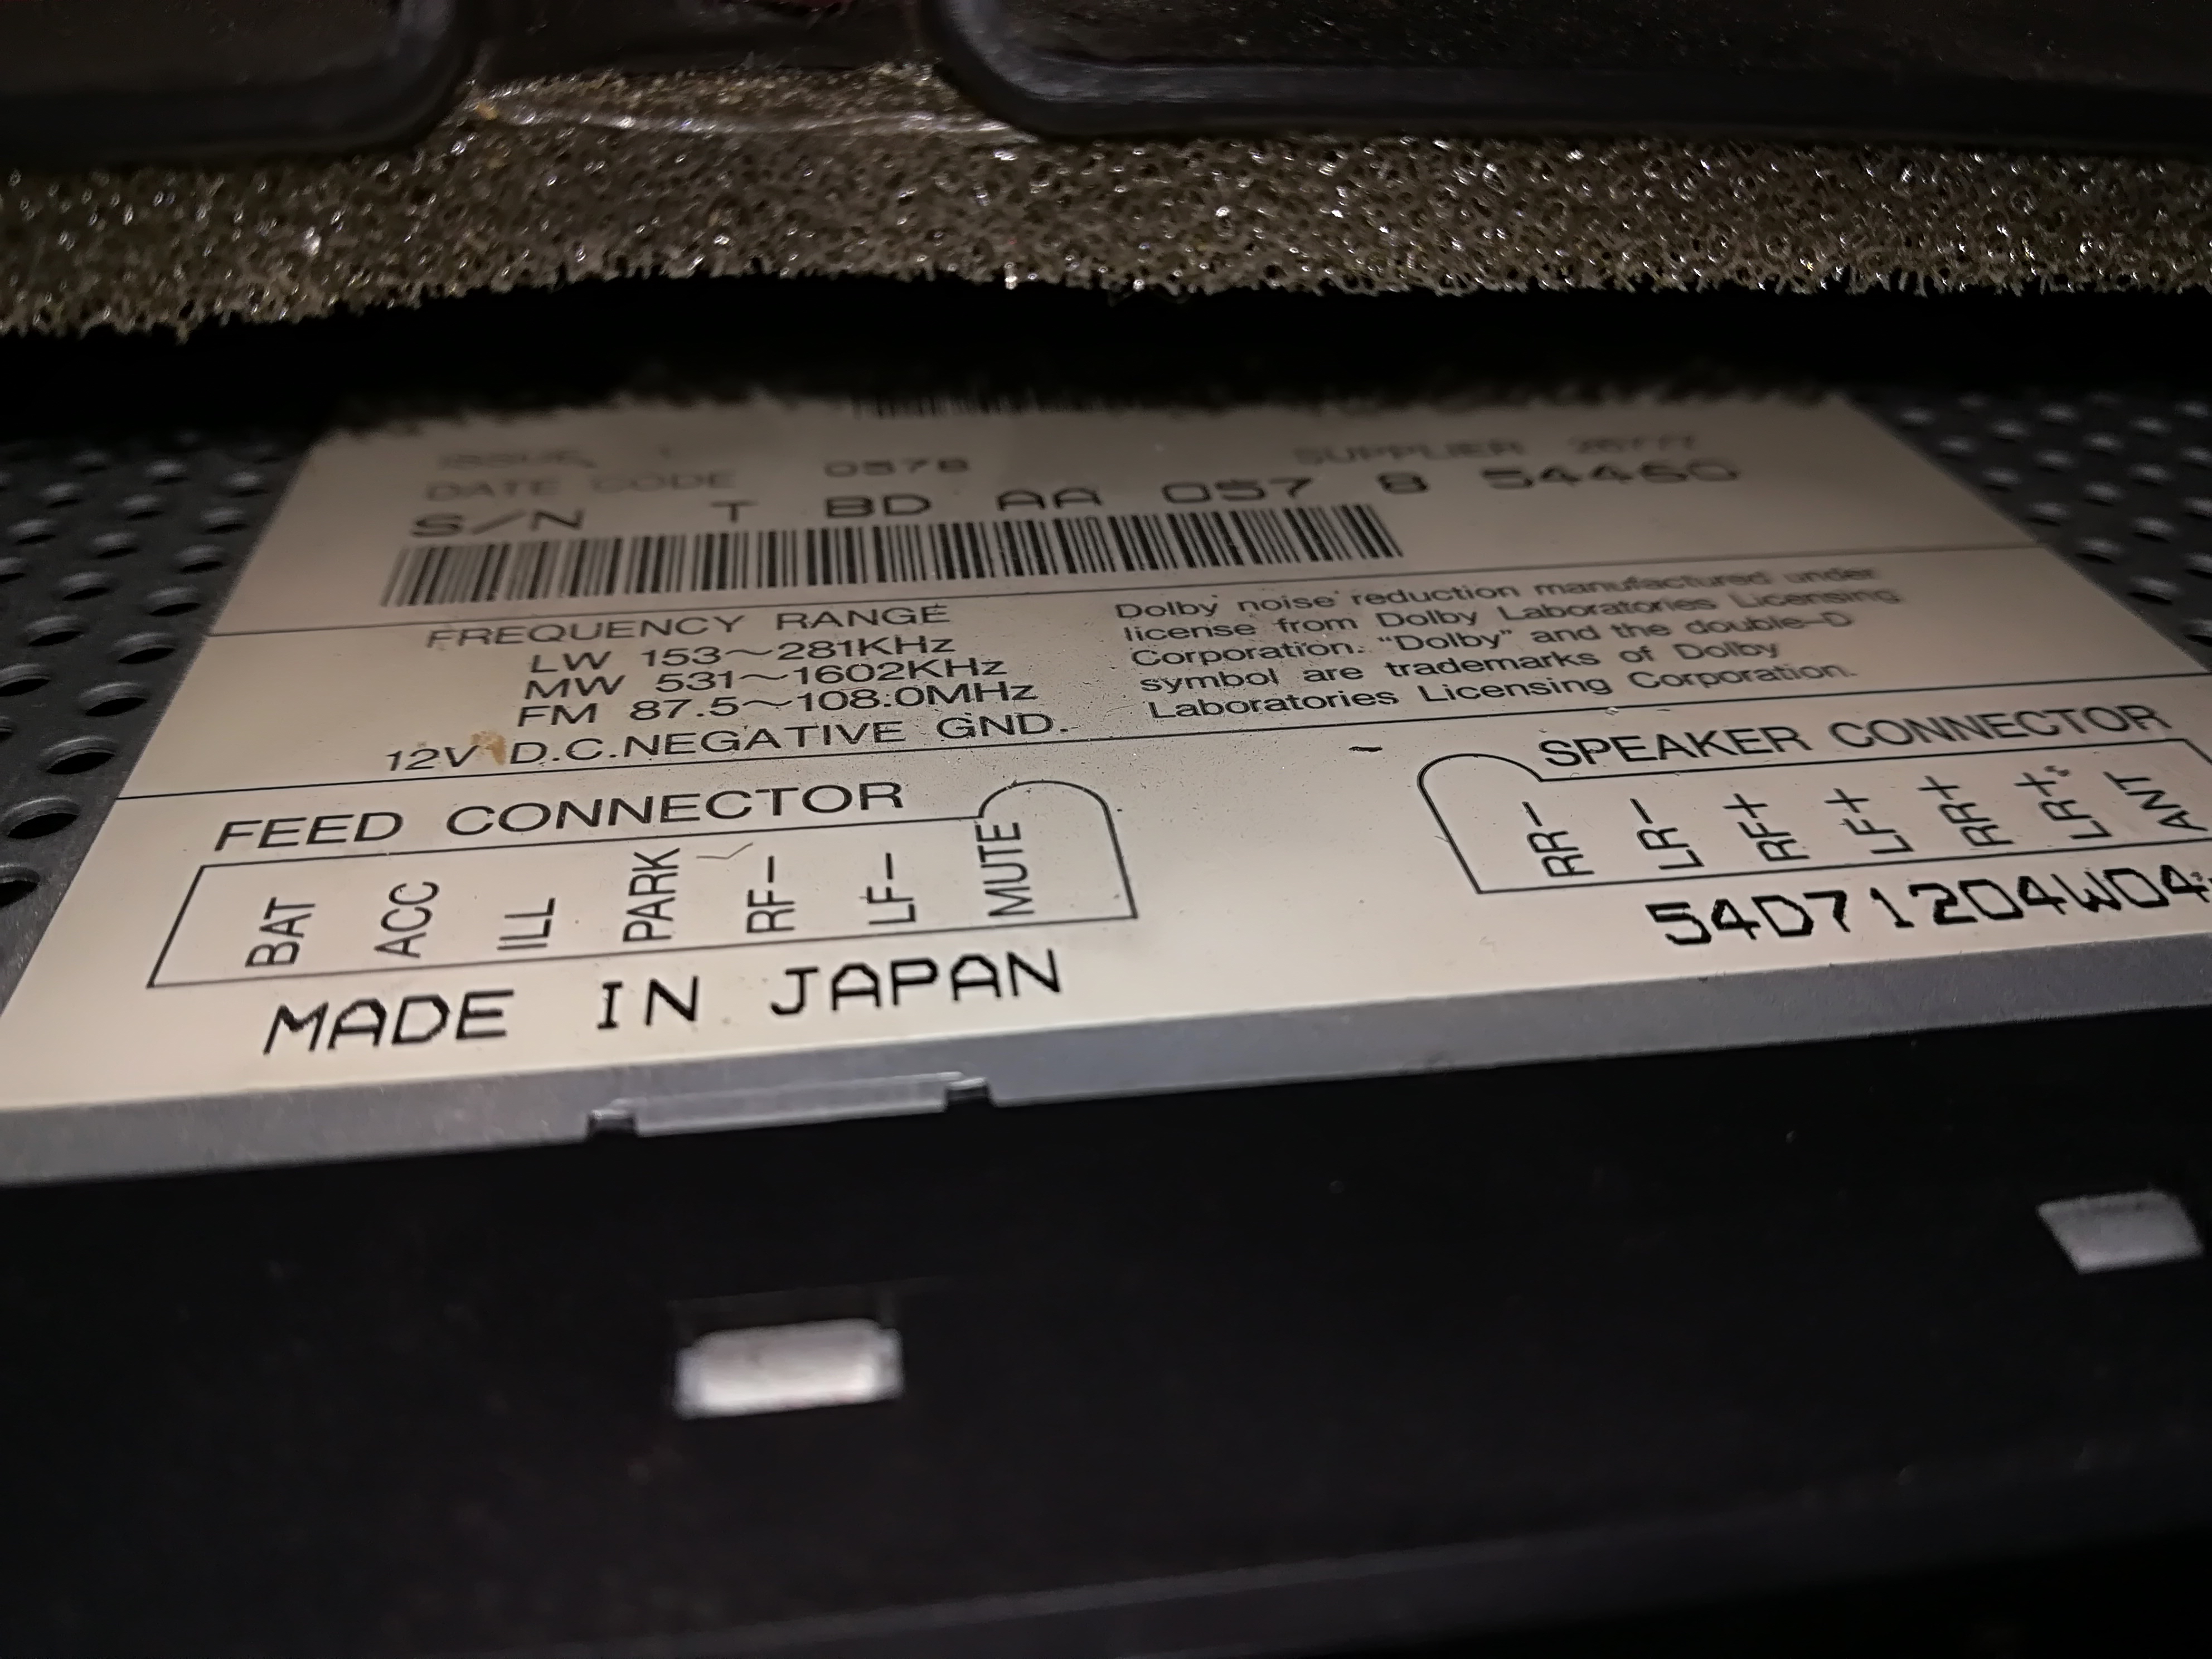 ISSUE 1
DATE CODE 0578 SUPPLIER
S/N T BD AA 057 8 54460
FREQUENCY RANGE
LW 153~281KHz
MW 531~1602KHz
FM 87.5~108.0MHz
12V D.C.NEGATIVE GND.
Dolby noise reduction manufactured under
license from Dolby Laboratories Licensing
Corporation. “Dolby” and the double-D
symbol are trademarks of Dolby
Laboratories Licensing Corporation.
FEED CONNECTOR
BAT ACC ILL PARK RF- LF- MUTE
SPEAKER CONNECTOR
RR- LR- RF+ LF+ RR+ LR+ ANT
MADE IN JAPAN
54D71204W04